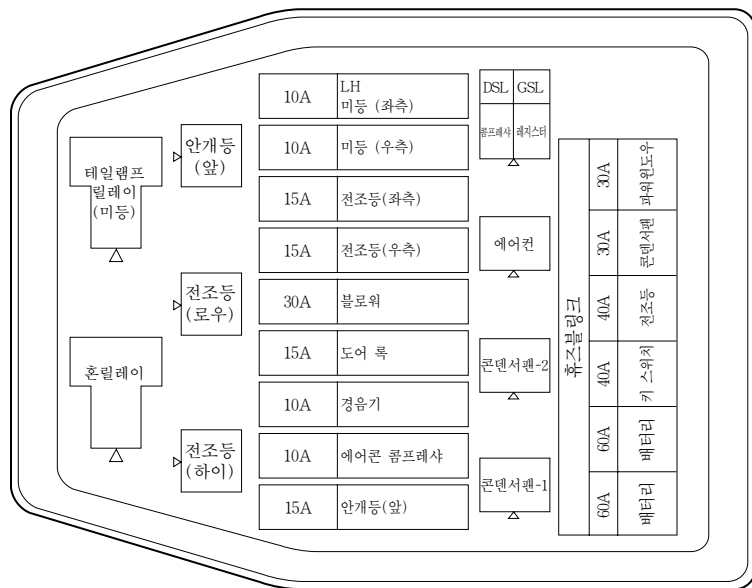 테일램프
릴레이
(미등)
혼릴레이
안개등
(앞)
전조등
(로우)
전조등
(하이)
10A
LH
미등 (좌측)
10A 미등 (우측)
15A 전조등(좌측)
15A 전조등(우측)
30A 블로워
15A 도어 록
10A 경음기
10A 에어콘 콤프레샤
15A 안개등(앞)
DSL GSL
콤프레샤 레지스터
에어컨
콘덴서팬-2
콘덴서팬-1
휴즈블링크
30A 파워윈도우
30A 콘덴서팬
40A 전조등
40A 키 스위치
60A 배터리
60A 배터리